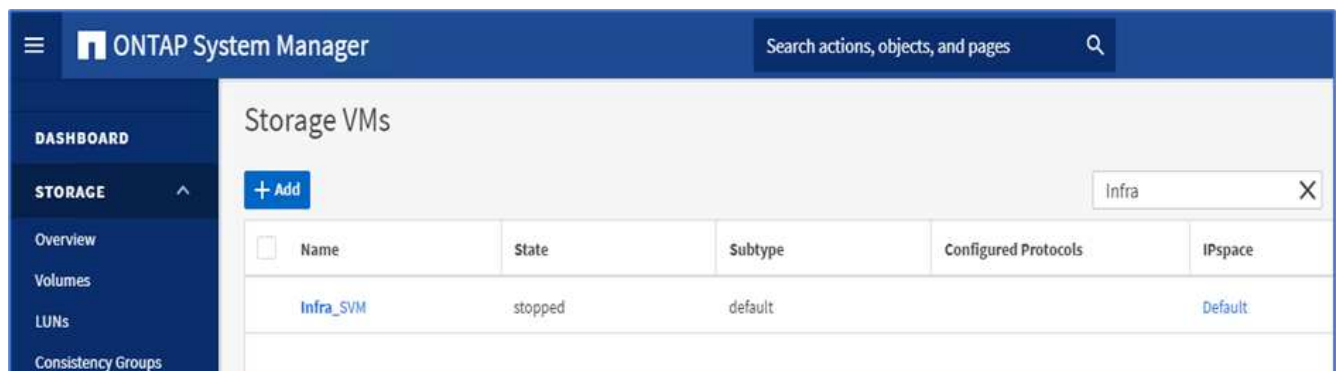 ONTAP System Manager
Search actions, objects, and pages
DASHBOARD
STORAGE
Overview
Volumes
LUNs
Consistency Groups
Storage VMs
+ Add
Infra
Name State Subtype Configured Protocols IPspace
Infra_SVM stopped default Default